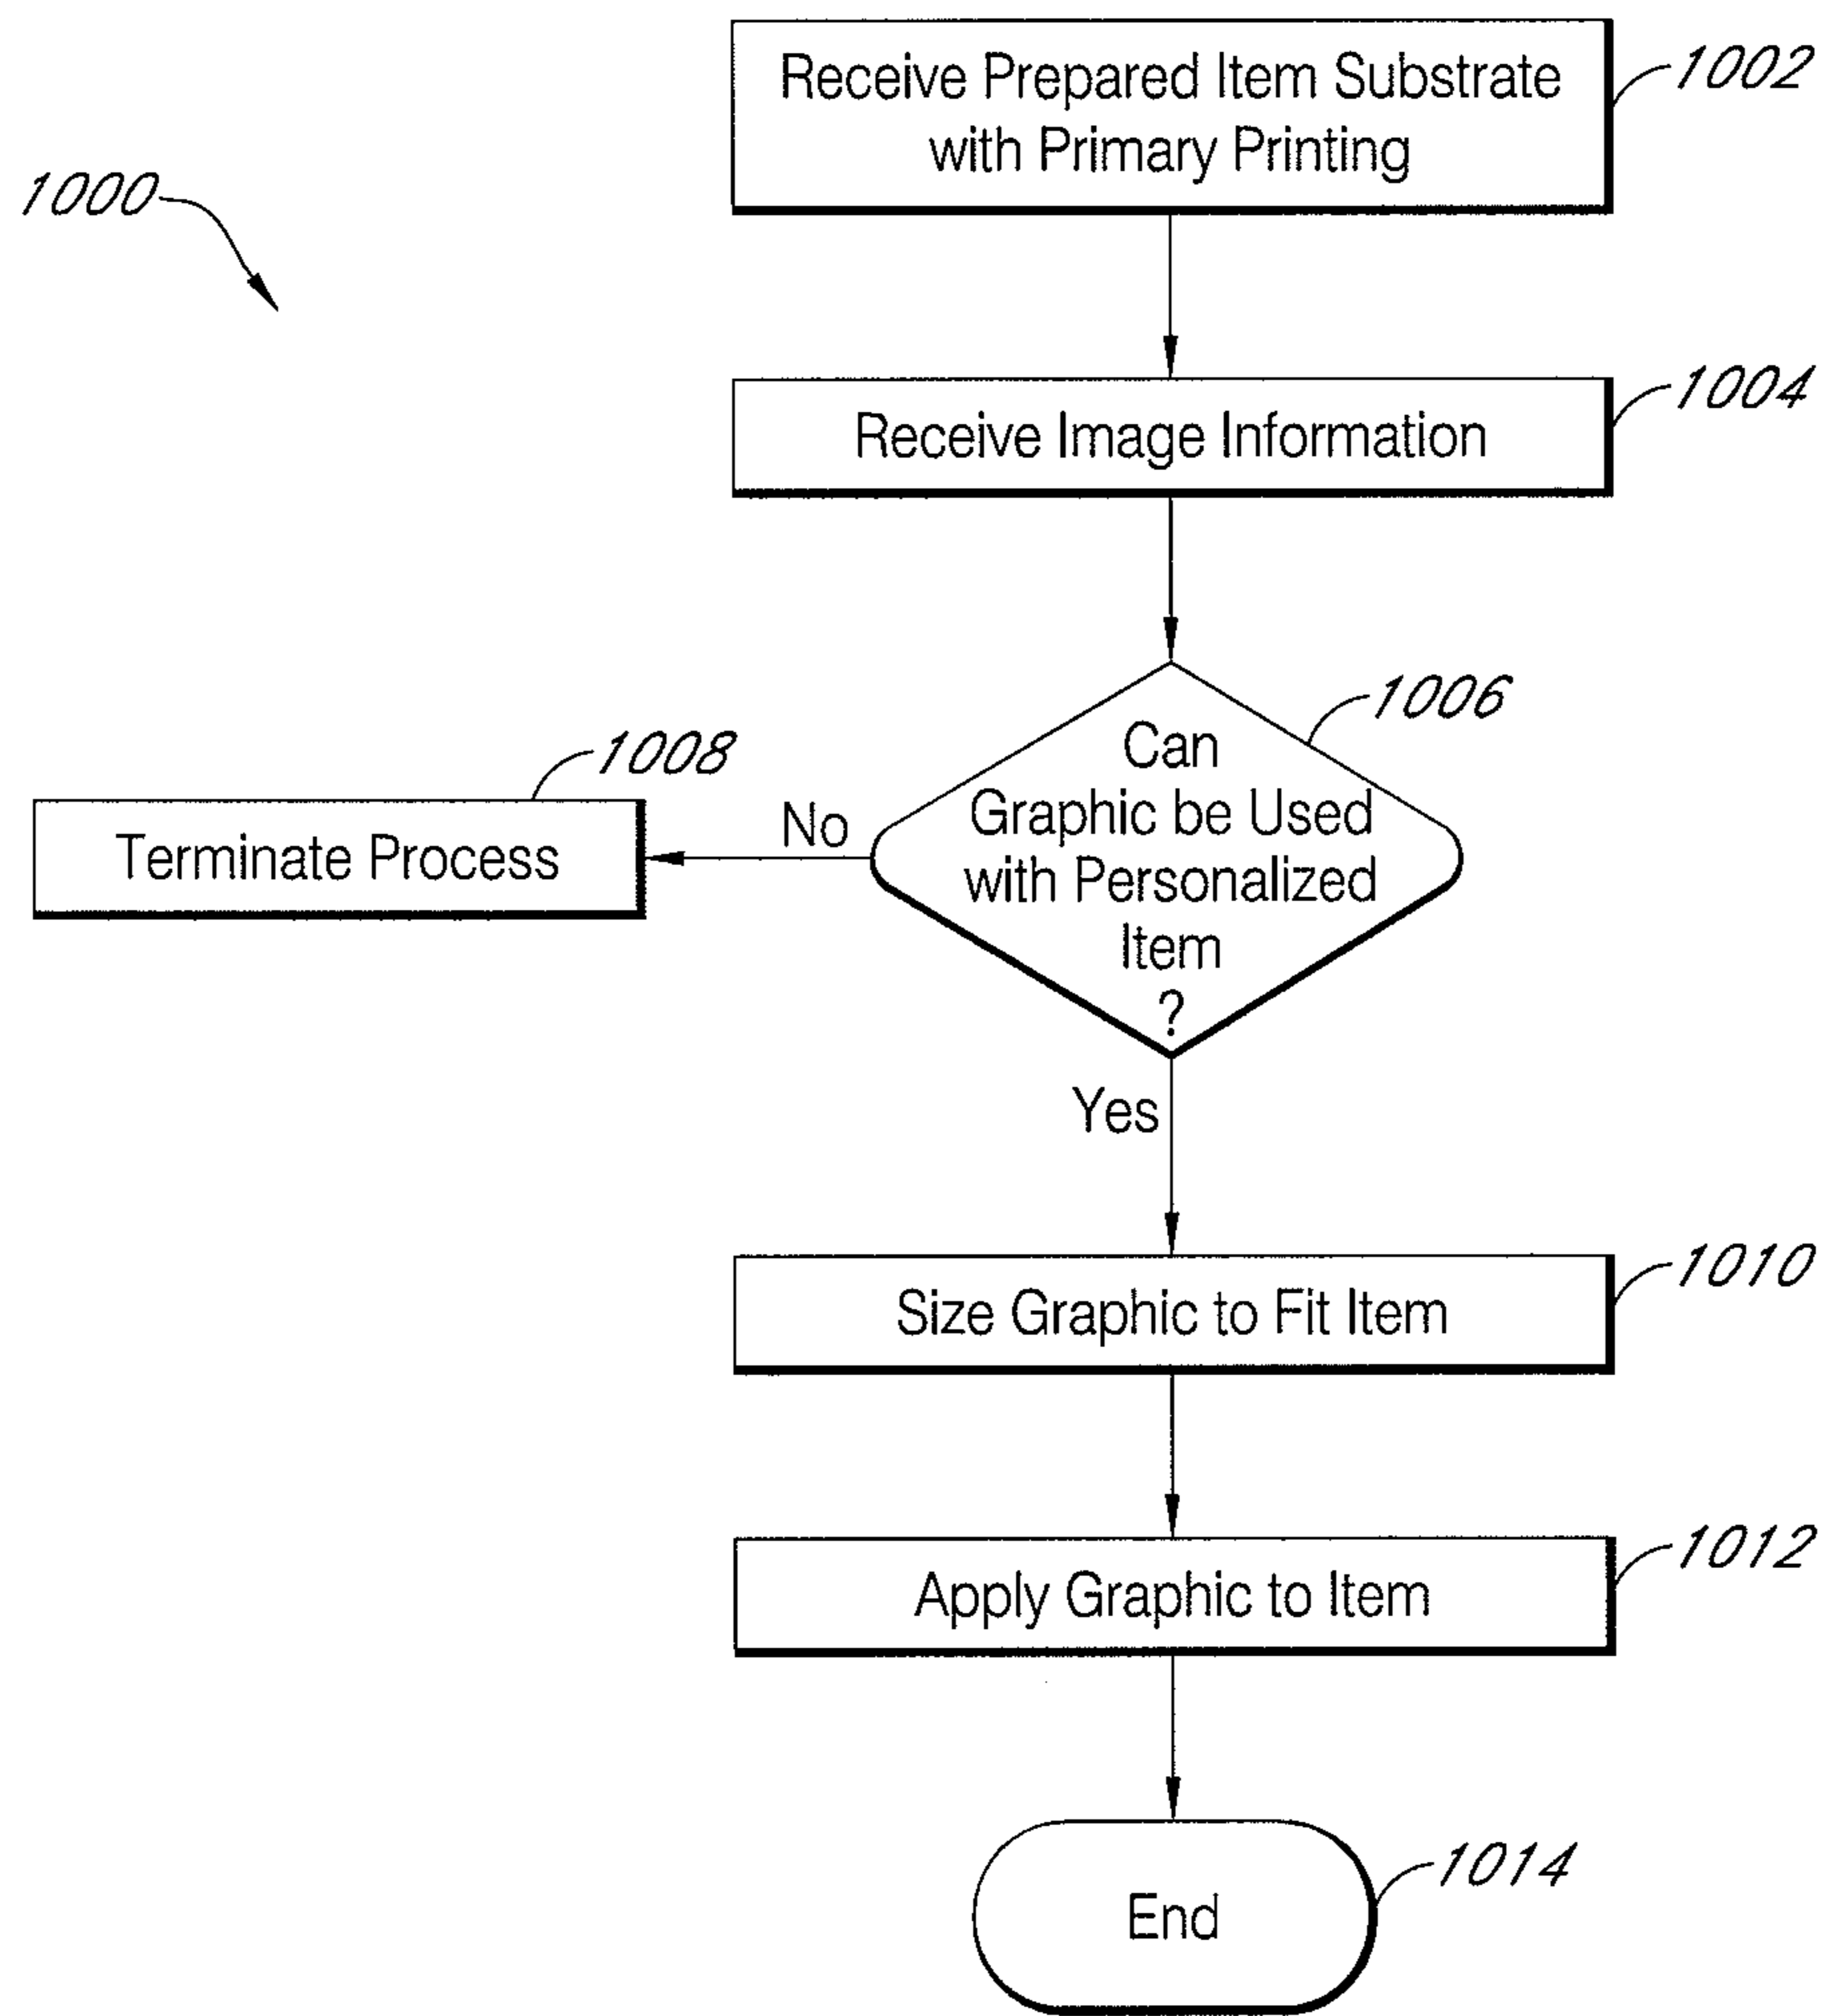 Receive Prepared Item Substrate
with Primary Printing
1002
1000
Receive Image Information
1004
Can
Graphic be Used
with Personalized
Item
?
1006
No
Terminate Process
1008
Yes
Size Graphic to Fit Item
1010
Apply Graphic to Item
1012
End
1014